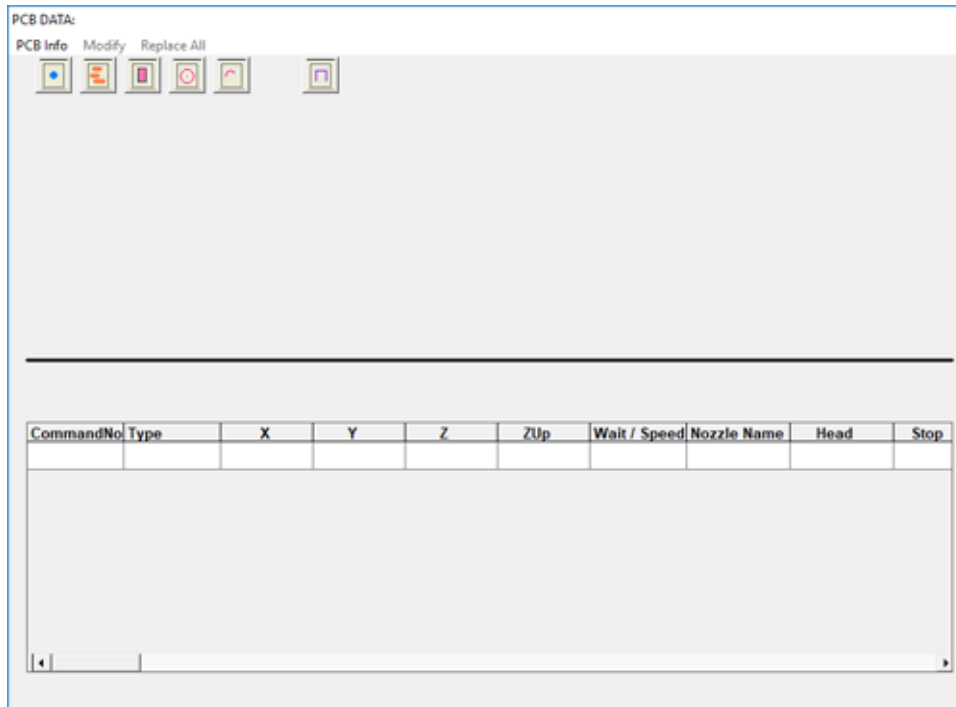 PCB DATA:
PCB Info Modify Replace All
CommandNo Type X Y Z ZUp Wait / Speed Nozzle Name Head Stop